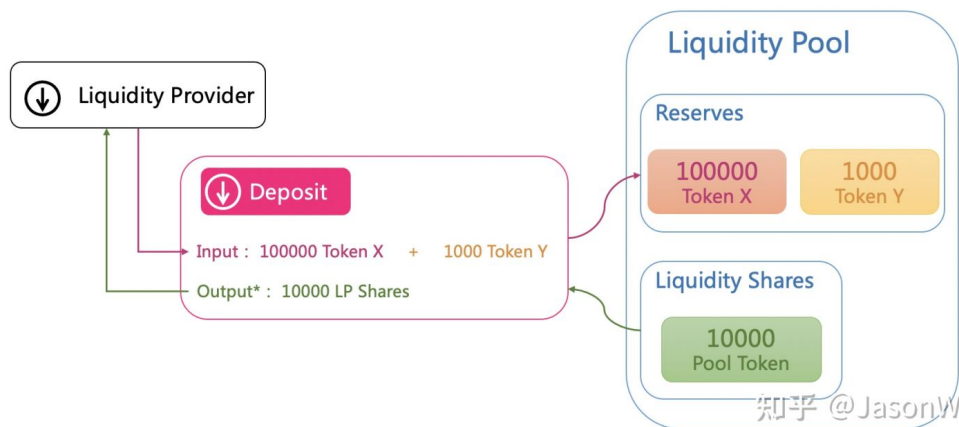 Liquidity Pool
Liquidity Provider
Reserves
100000
Token X
1000
Token Y
Deposit
Input : 100000 Token X + 1000 Token Y
Output* : 10000 LP Shares
Liquidity Shares
10000
Pool Token
知乎 @JasonW